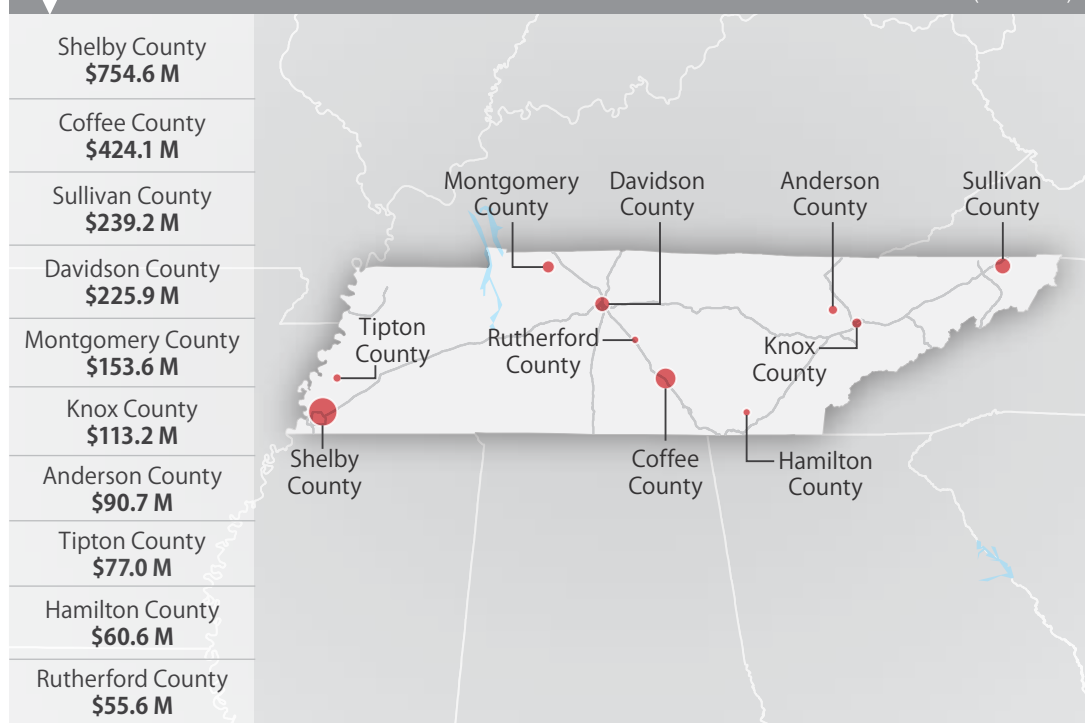 Shelby County
$754.6 M
Coffee County
$424.1 M
Sullivan County
$239.2 M
Davidson County
$225.9 M
Montgomery County
$153.6 M
Knox County
$113.2 M
Anderson County
$90.7 M
Tipton County
$77.0 M
Hamilton County
$60.6 M
Rutherford County
$55.6 M
Montgomery
County
Davidson
County
Anderson
County
Sullivan
County
Tipton
County
Rutherford
County
Knox
County
Shelby
County
Coffee
County
Hamilton
County